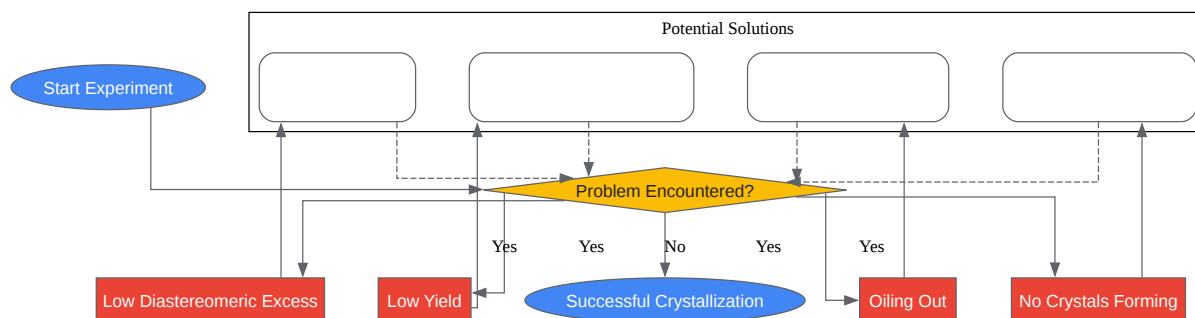 Potential Solutions
Start Experiment
Problem Encountered?
Yes
Yes
No
Yes
Yes
Low Diastereomeric Excess
Low Yield
Successful Crystallization
Oiling Out
No Crystals Forming